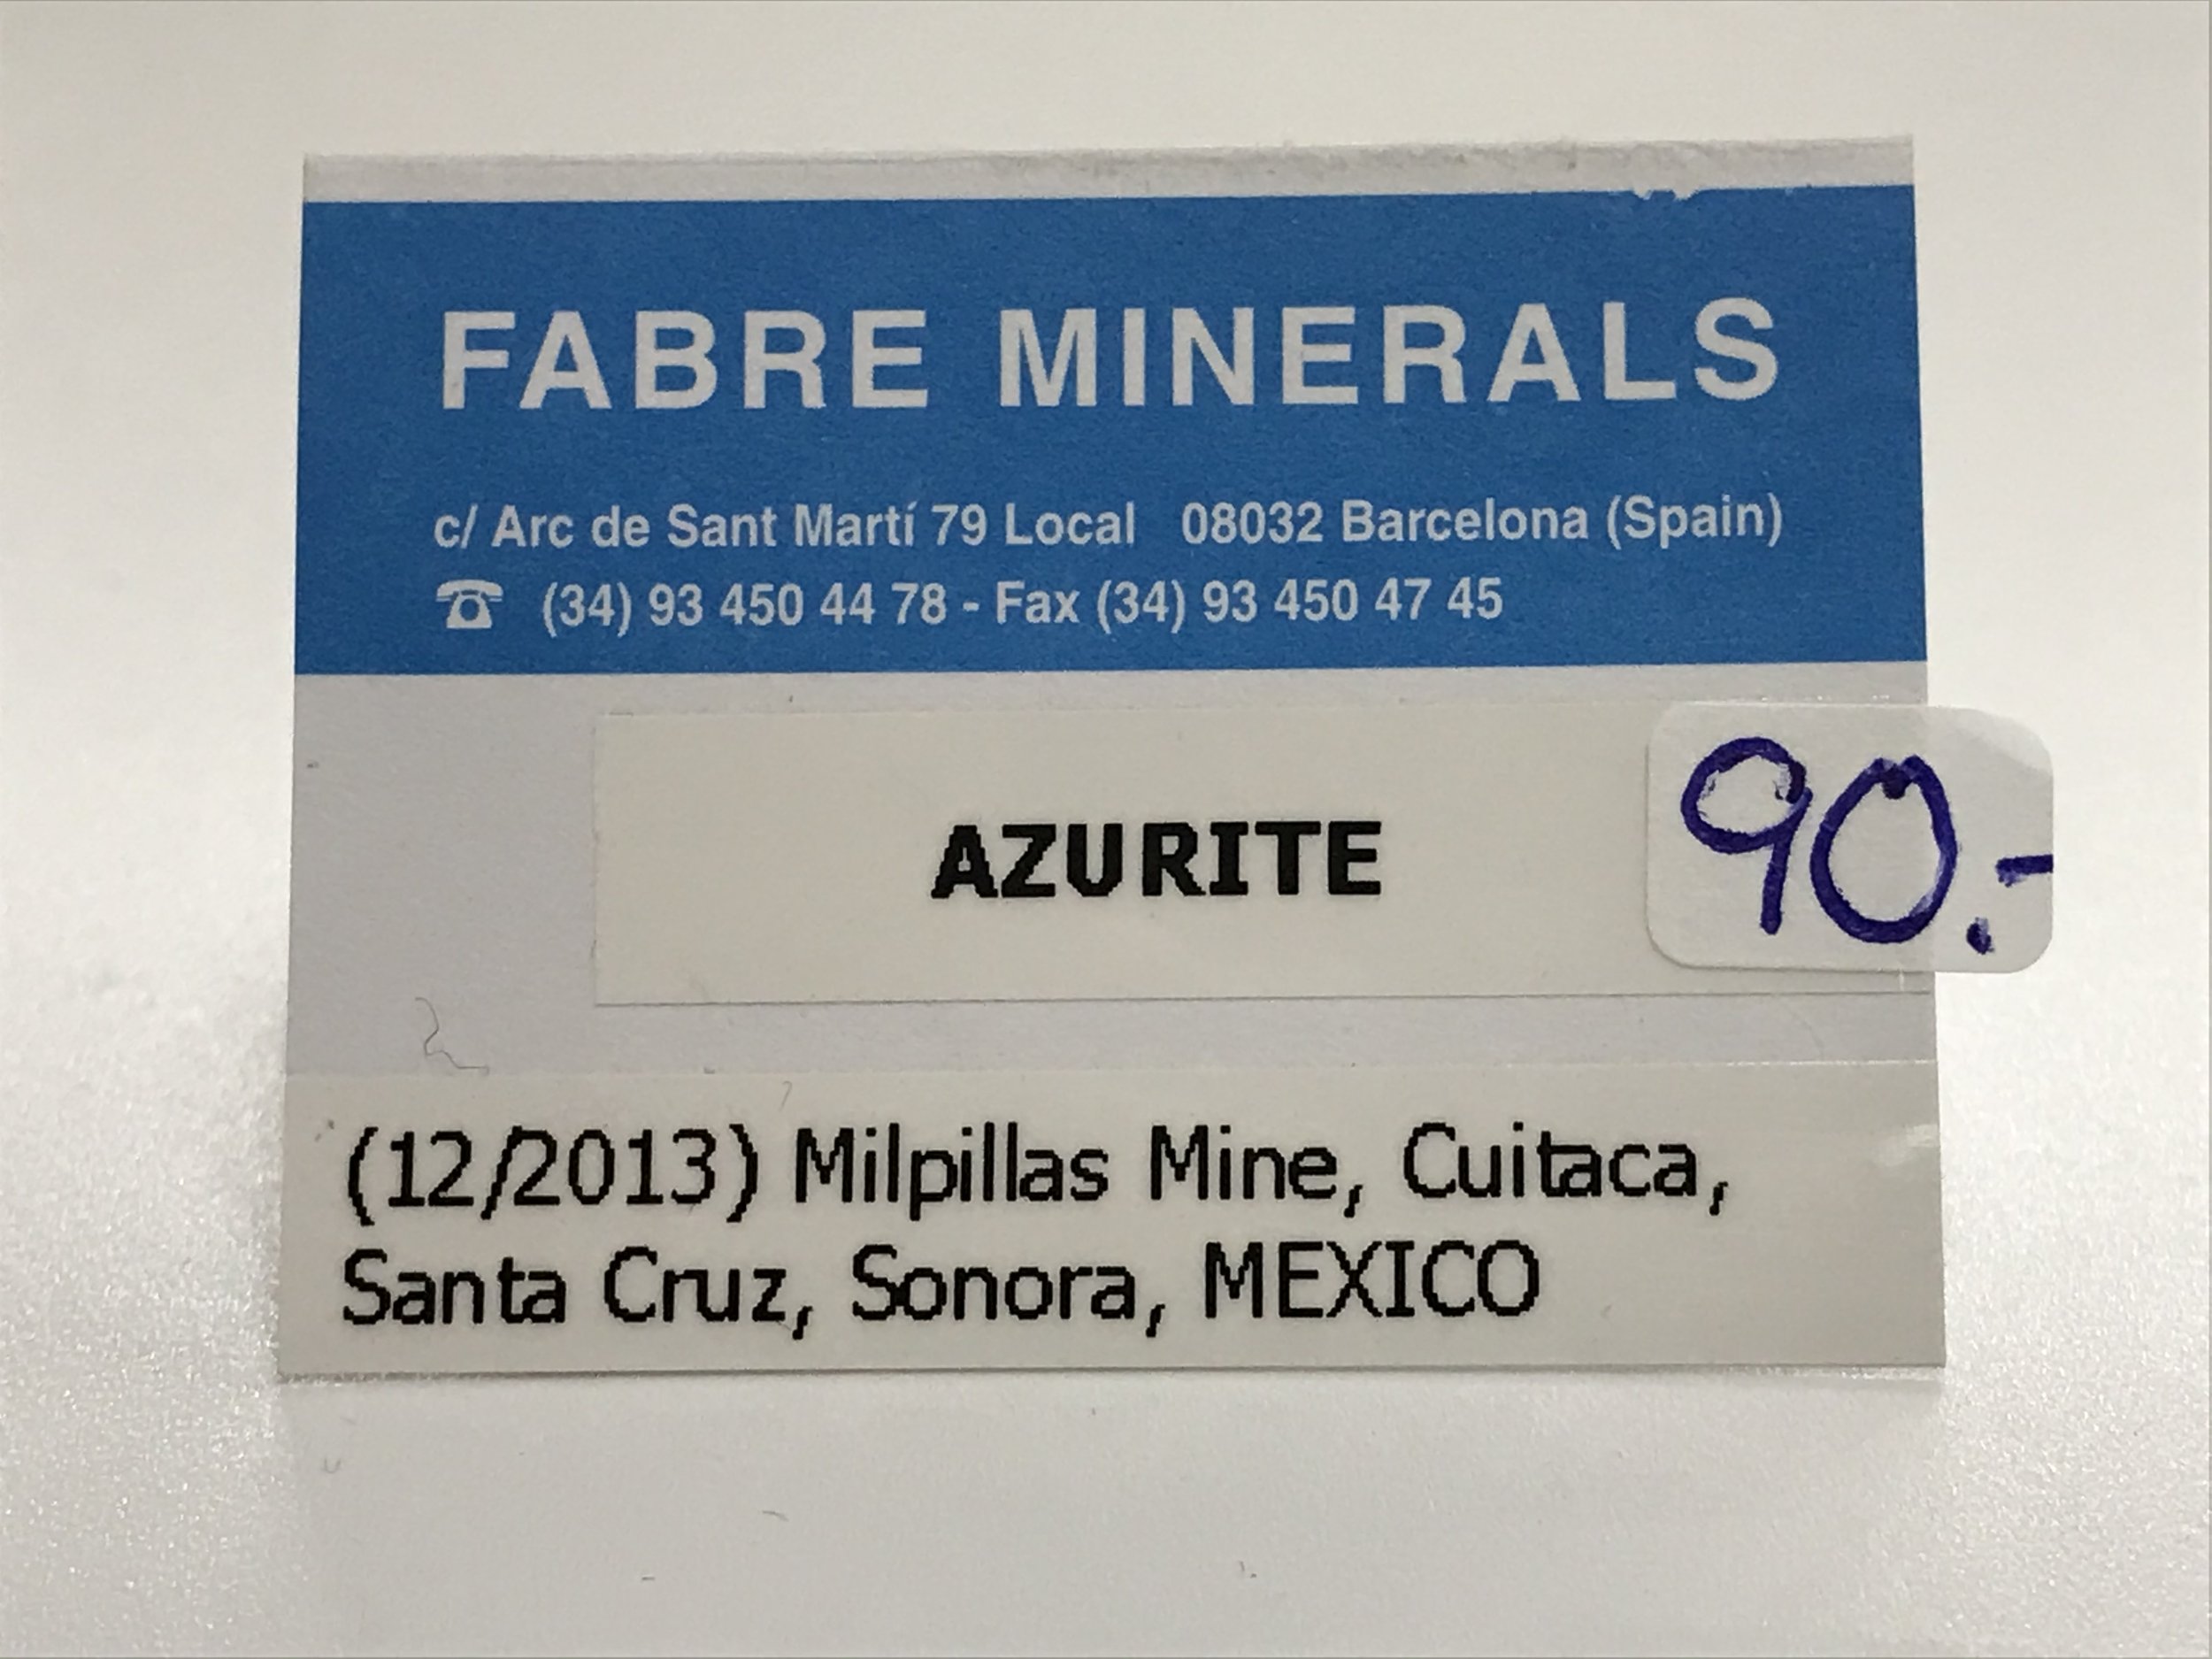 FABRE MINERALS
c/ Arc de Sant Martí 79 Local 08032 Barcelona (Spain)
☎ (34) 93 450 44 78 - Fax (34) 93 450 47 45
AZURITE
90.-
(12/2013) Milpillas Mine, Cuitaca,
Santa Cruz, Sonora, MEXICO